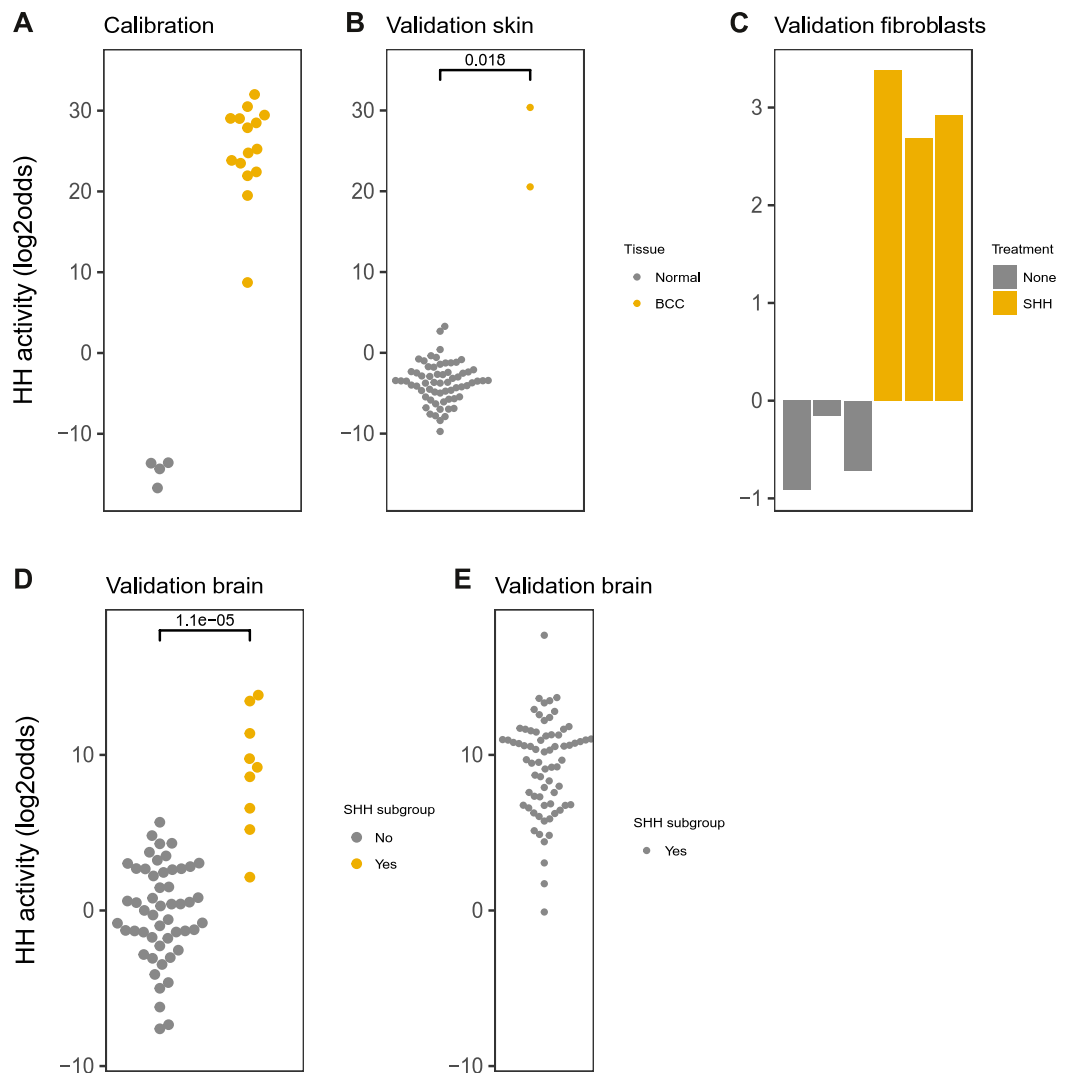 A Calibration
B Validation skin
C Validation fibroblasts
HH activity (log2odds)
30
20
10
0
−10
0.018
30
20
10
0
−10
Tissue
Normal
BCC
3
2
1
0
−1
Treatment
None
SHH
D Validation brain
E Validation brain
HH activity (log2odds)
1.1e−05
10
0
−10
SHH subgroup
No
Yes
10
0
−10
SHH subgroup
Yes